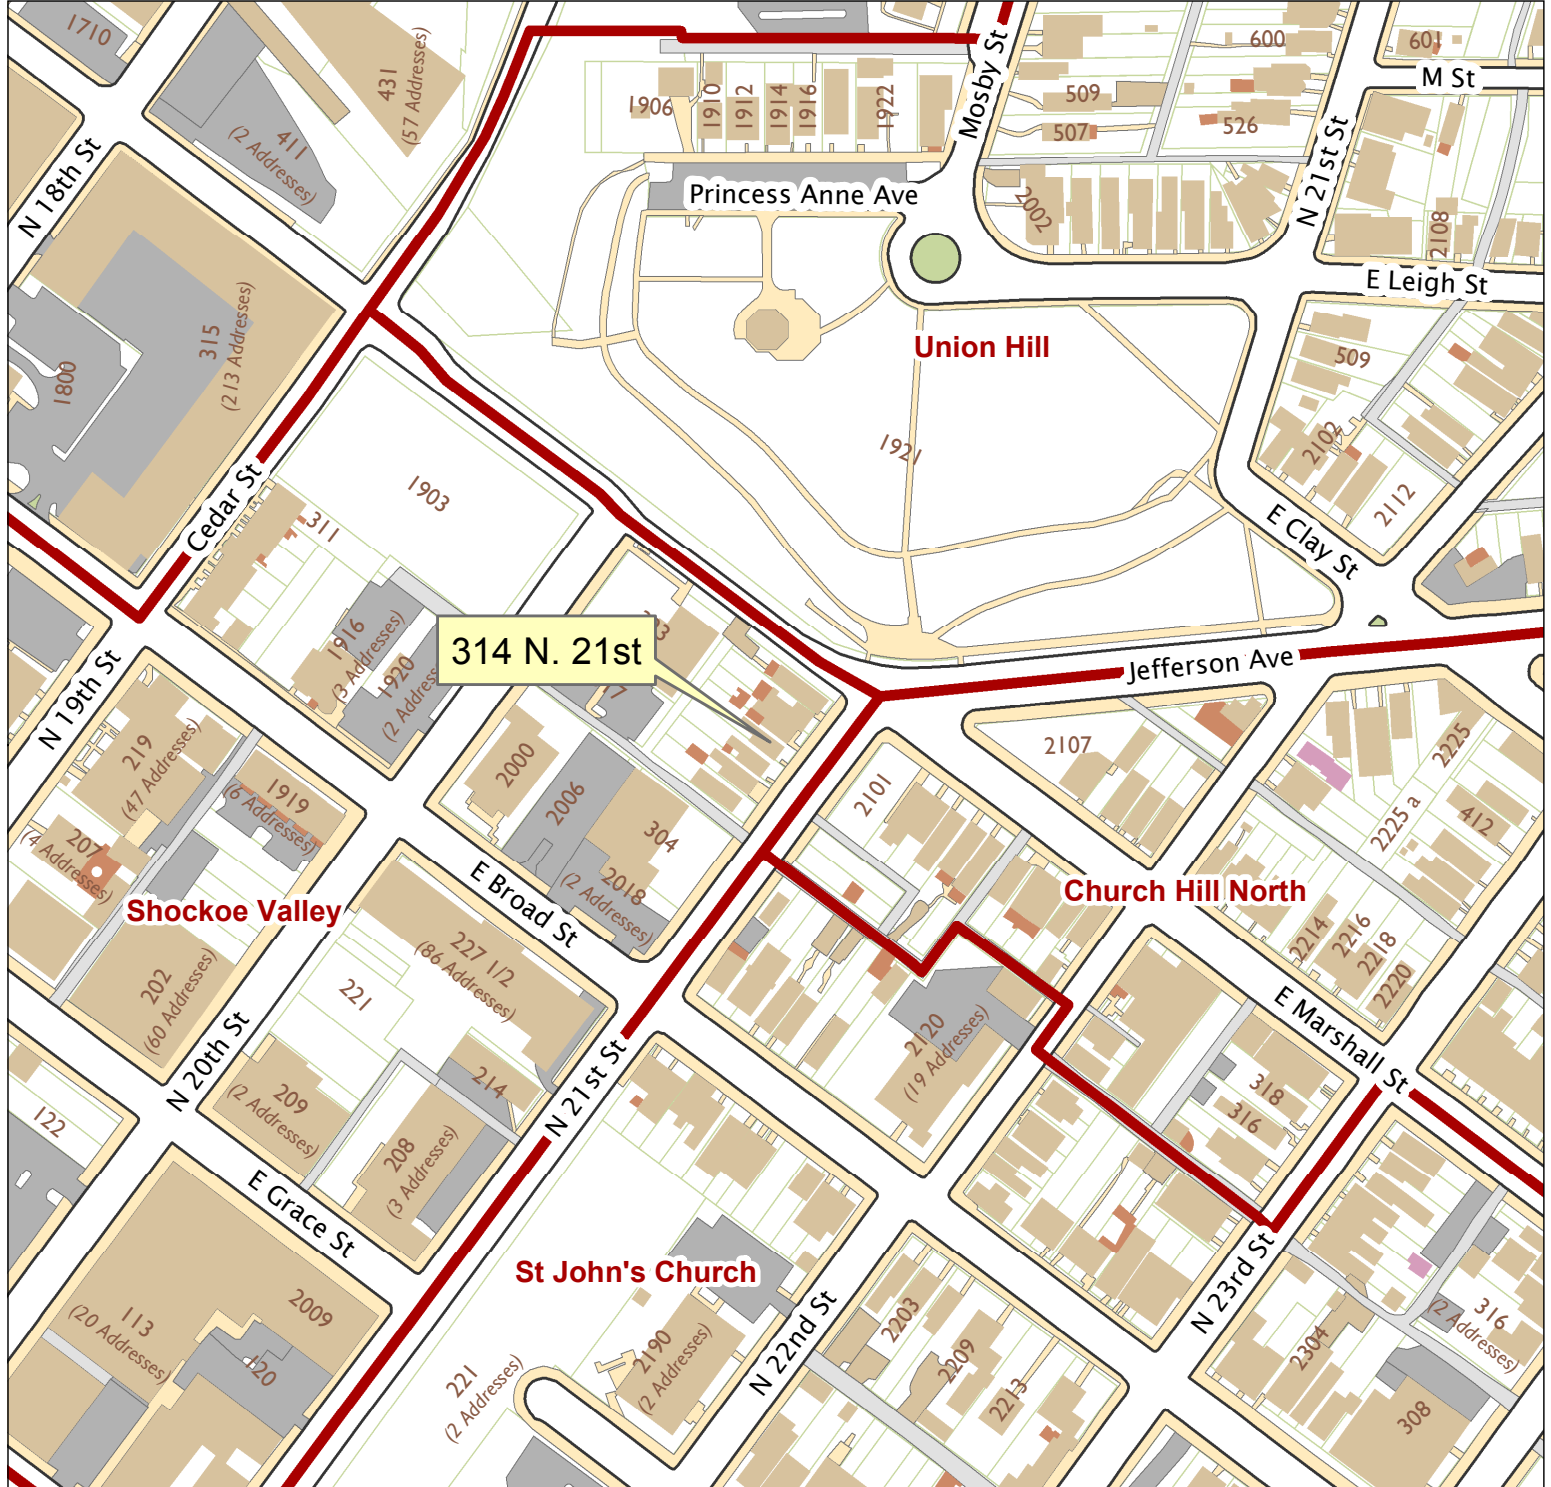 1710
431
(57 Addresses)
411
(2 Addresses)
N 18th St
1906
1910
1912
1914
1916
1922
Mosby St
600
601
M St
509
507
526
N 21st St
Princess Anne Ave
2002
2108
E Leigh St
315
(213 Addresses)
1800
Union Hill
509
2102
2112
1921
E Clay St
Cedar St
1903
311
1916
(3 Addresses)
1920
314 N. 21st
Jefferson Ave
N 19th St
219
(47 Addresses)
1919
(6 Addresses)
207
(4 Addresses)
2000
2006
304
2018
(2 Addresses)
2101
2107
2225
2225 a
412
Shockoe Valley
E Broad St
Church Hill North
2214
2216
2218
2220
202
(60 Addresses)
227 1/2
(86 Addresses)
221
2120
(19 Addresses)
E Marshall St
318
316
N 20th St
209
(2 Addresses)
214
208
(3 Addresses)
N 21st St
122
E Grace St
St John's Church
113
(20 Addresses)
2009
120
221
(2 Addresses)
2190
(2 Addresses)
N 22nd St
2203
2209
2213
N 23rd St
2304
316
(2 Addresses)
308